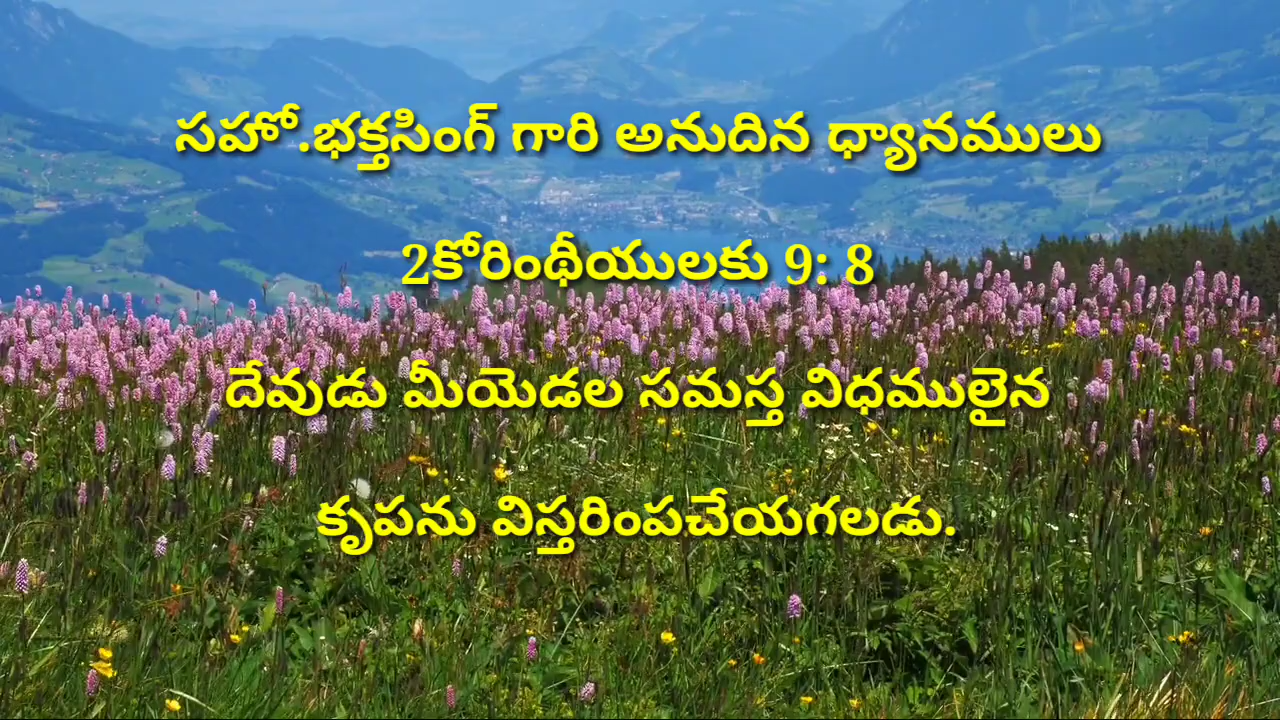 సహో .భక్తసింగ్ గారి అనుదిన ధ్యానములు
2కోరింథీయులకు 9: 8
దేవుడు మీయెడల సమస్త విధములైన
కృపను విస్తరింపచేయగలడు.